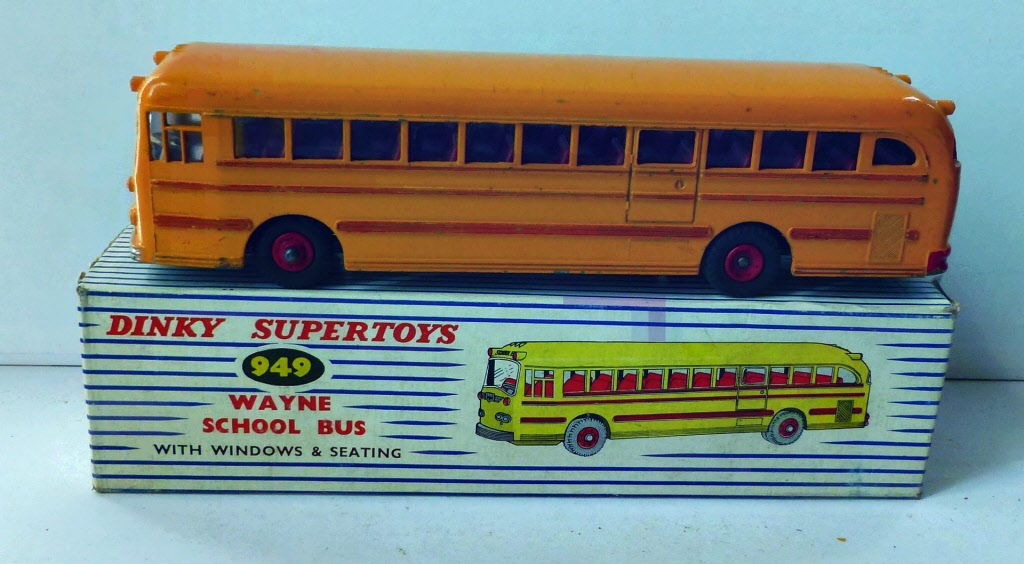 DINKY SUPERTOYS
949
WAYNE
SCHOOL BUS
WITH WINDOWS & SEATING